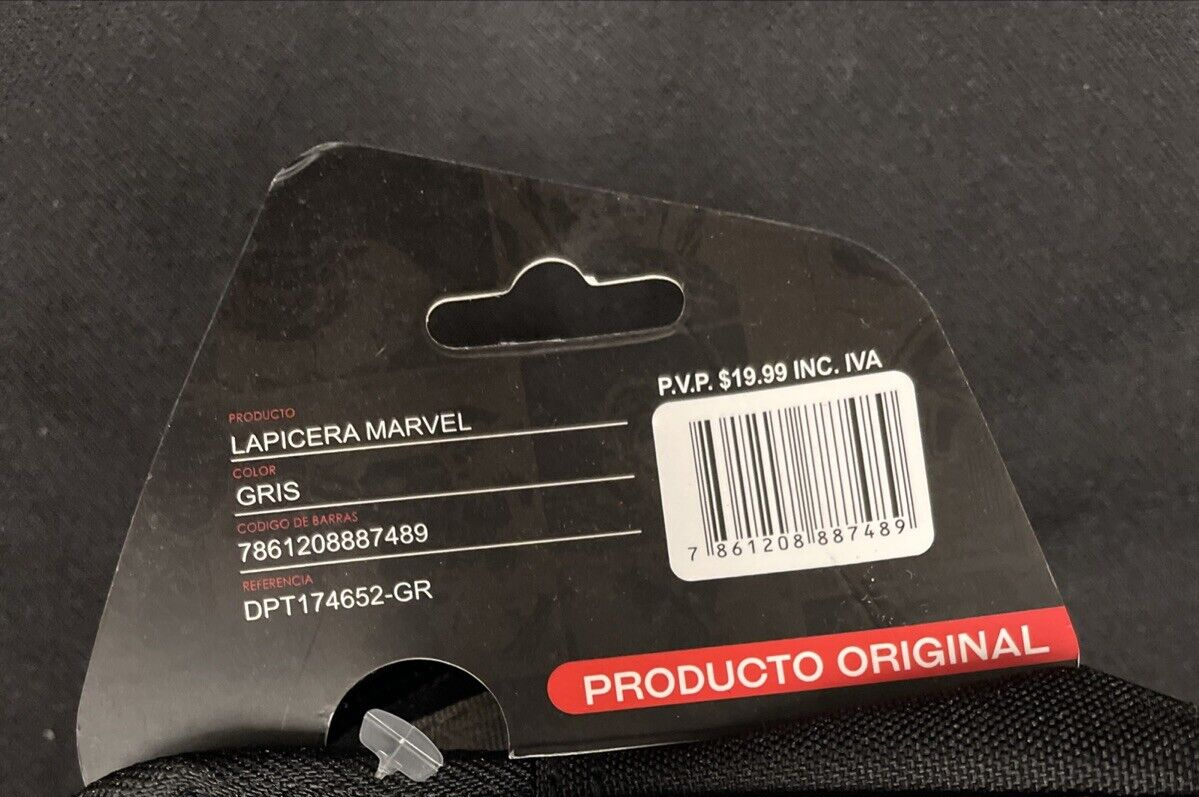 PRODUCTO
LAPICERA MARVEL
COLOR
GRIS
CODIGO DE BARRAS
7861208887489
REFERENCIA
DPT174652-GR
P.V.P. $19.99 INC. IVA
7 861208 887489
PRODUCTO ORIGINAL